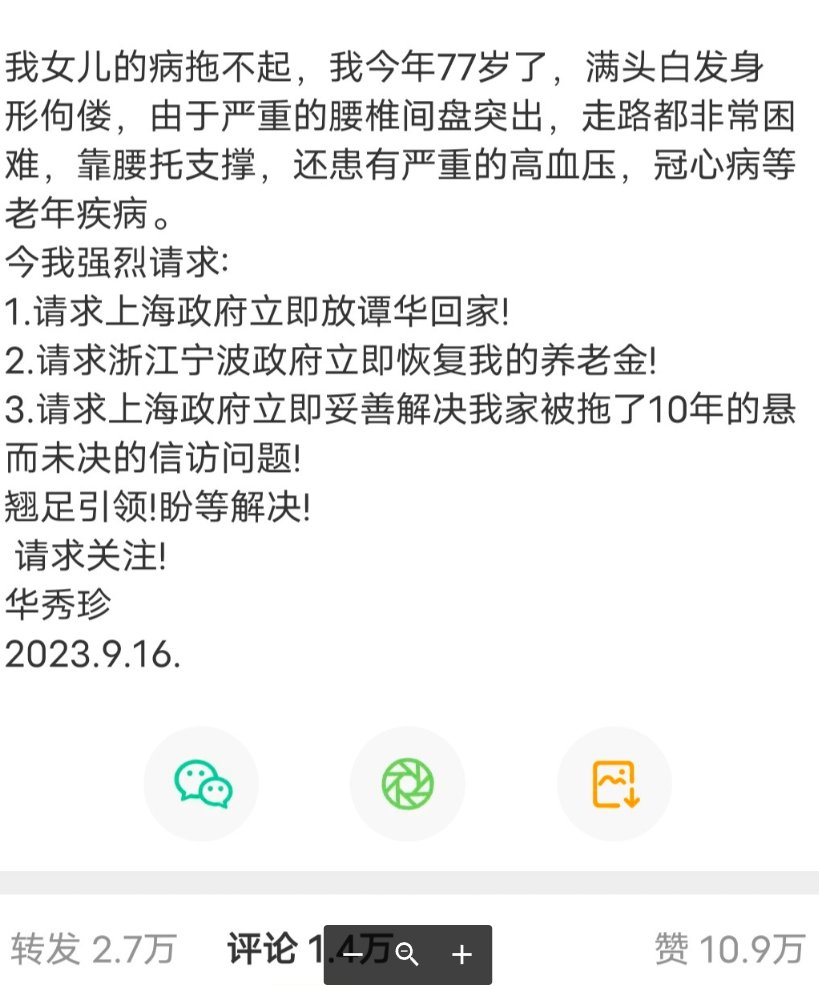 我女儿的病拖不起，我今年77岁了，满头白发身
形佝偻，由于严重的腰椎间盘突出，走路都非常困
难，靠腰托支撑，还患有严重的高血压，冠心病等
老年疾病。
今我强烈请求:
1.请求上海政府立即放谭华回家!
2.请求浙江宁波政府立即恢复我的养老金!
3.请求上海政府立即妥善解决我家被拖了10年的悬
而未决的信访问题!
翘足引领!盼等解决!
请求关注!
华秀珍
2023.9.16.
转发 2.7万 评论 1.4万 赞 10.9万